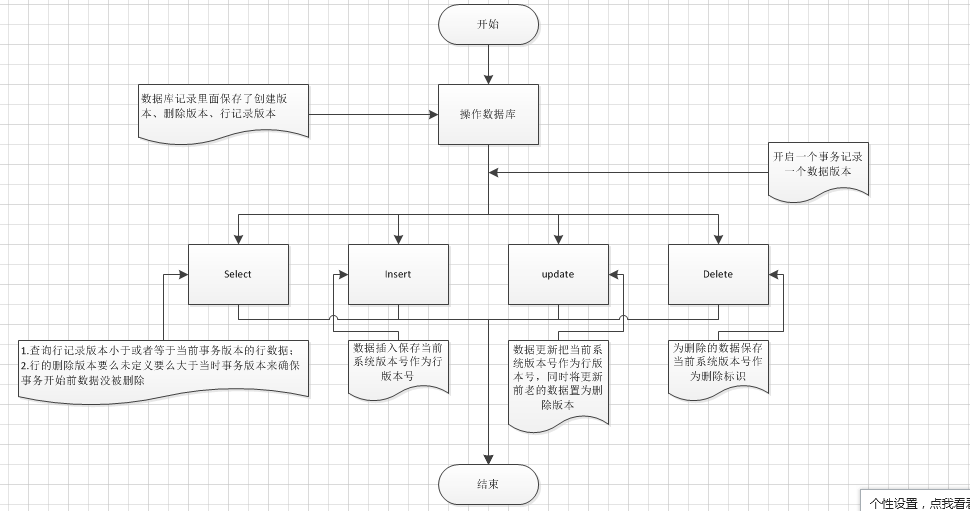 开始
数据库记录里面保存了创建版
本、删除版本、行记录版本
操作数据库
开启一个事务记录
一个数据版本
Select
Insert
update
Delete
1.查询行记录版本小于或者等于当前事务版本的行数据;
2.行的删除版本要么未定义要么大于当时事务版本来确保
事务开始前数据没被删除
数据插入保存当前
系统版本号作为行
版本号
数据更新把当前系
统版本号作为行版
本号，同时将更新
前老的数据置为删
除版本
为删除的数据保存
当前系统版本号作
为删除标识
结束
个性设置，点我看看